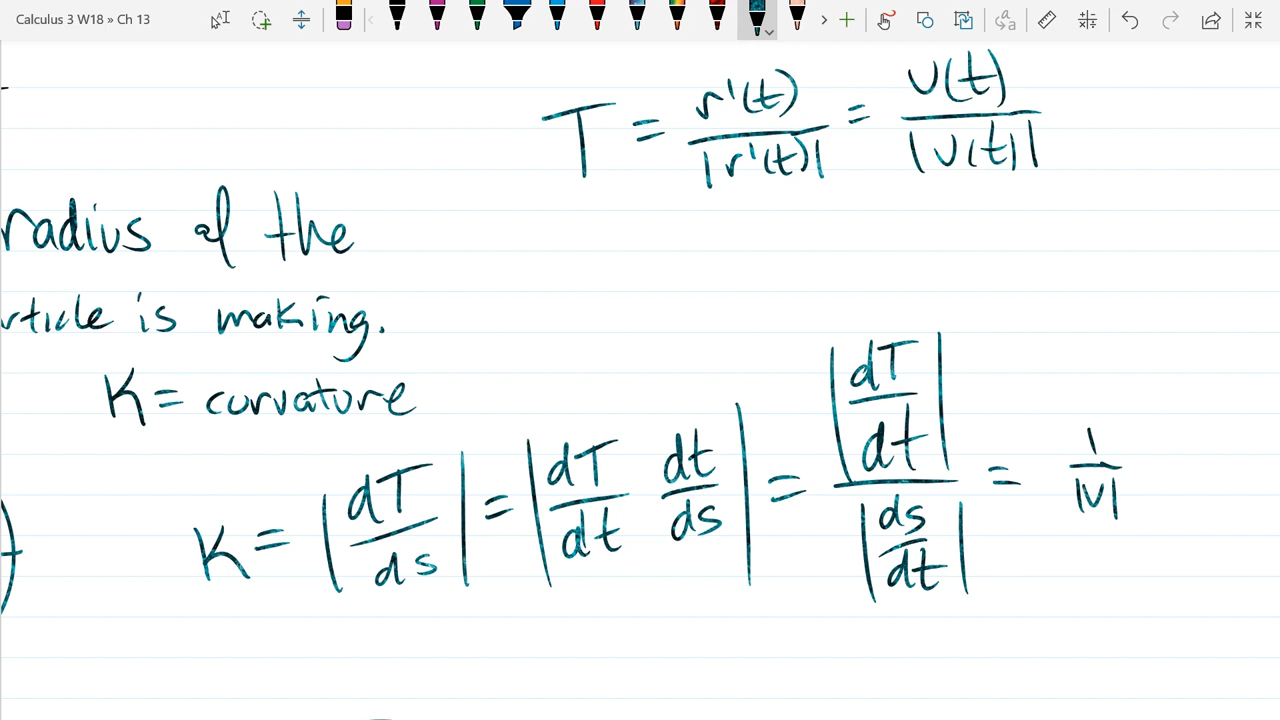 Calculus 3 W18 » Ch 13
T = r'(t) / |r'(t)| = v(t) / |v(t)|
radius of the
rticle is making.
K = curvature
K = |dT/ds| = |dT/dt dt/ds| = |dT/dt| / |ds/dt| = 1/|v|